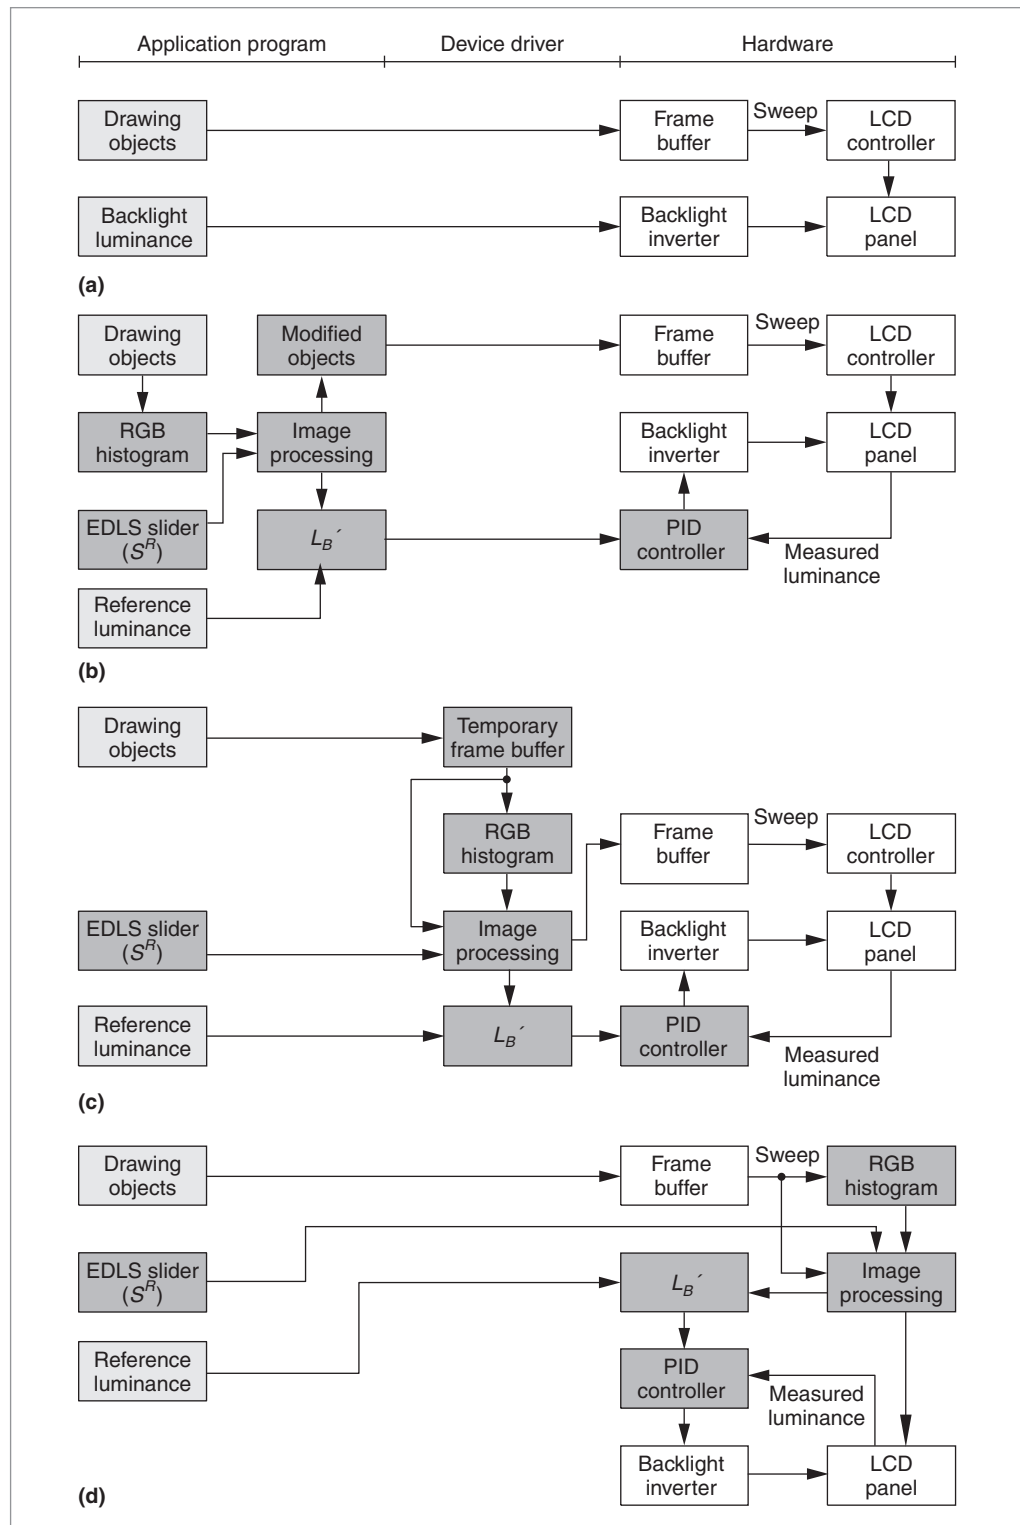 Application program Device driver Hardware
Drawing
objects
Frame
buffer
Sweep
LCD
controller
Backlight
luminance
Backlight
inverter
LCD
panel
(a)
Drawing
objects
Modified
objects
Frame
buffer
Sweep
LCD
controller
RGB
histogram
Image
processing
Backlight
inverter
LCD
panel
EDLS slider
(S^R)
L_B′
PID
controller
Measured
luminance
Reference
luminance
(b)
Drawing
objects
Temporary
frame buffer
RGB
histogram
Frame
buffer
Sweep
LCD
controller
EDLS slider
(S^R)
Image
processing
Backlight
inverter
LCD
panel
Reference
luminance
L_B′
PID
controller
Measured
luminance
(c)
Drawing
objects
Frame
buffer
Sweep
RGB
histogram
EDLS slider
(S^R)
L_B′
Image
processing
Reference
luminance
PID
controller
Measured
luminance
Backlight
inverter
LCD
panel
(d)